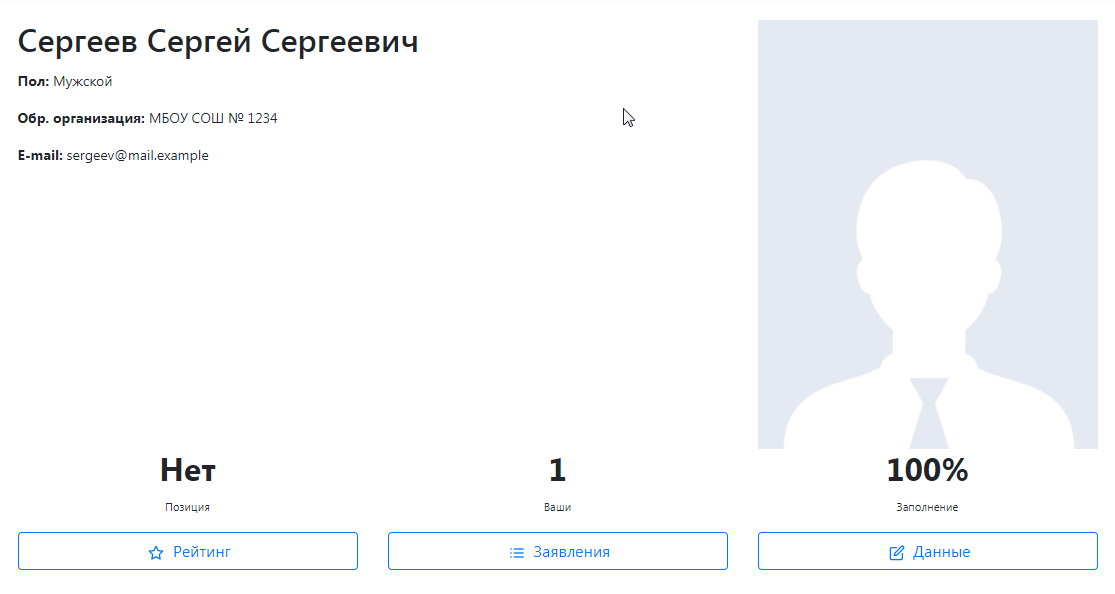 Сергеев Сергей Сергеевич
Пол: Мужской
Обр. организация: МБОУ СОШ № 1234
E-mail: sergeev@mail.example
Нет
Позиция
Рейтинг
1
Ваши
Заявления
100%
Заполнение
Данные